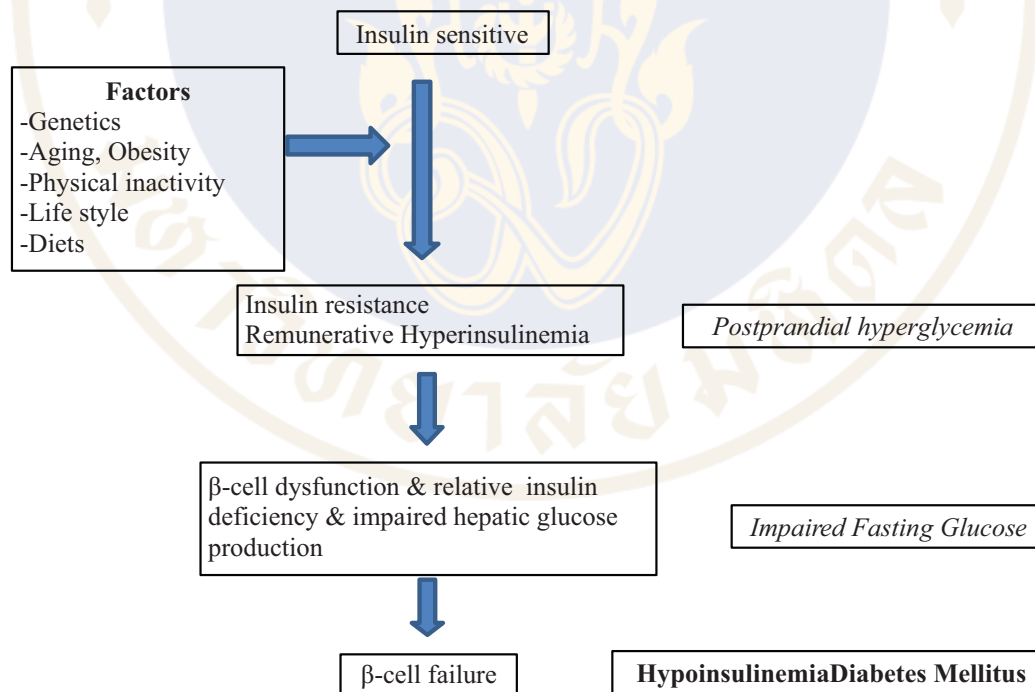 Insulin sensitive
Factors
-Genetics
-Aging, Obesity
-Physical inactivity
-Life style
-Diets
Insulin resistance
Remunerative Hyperinsulinemia
Postprandial hyperglycemia
β-cell dysfunction & relative insulin
deficiency & impaired hepatic glucose
production
Impaired Fasting Glucose
β-cell failure
HypoinsulinemiaDiabetes Mellitus